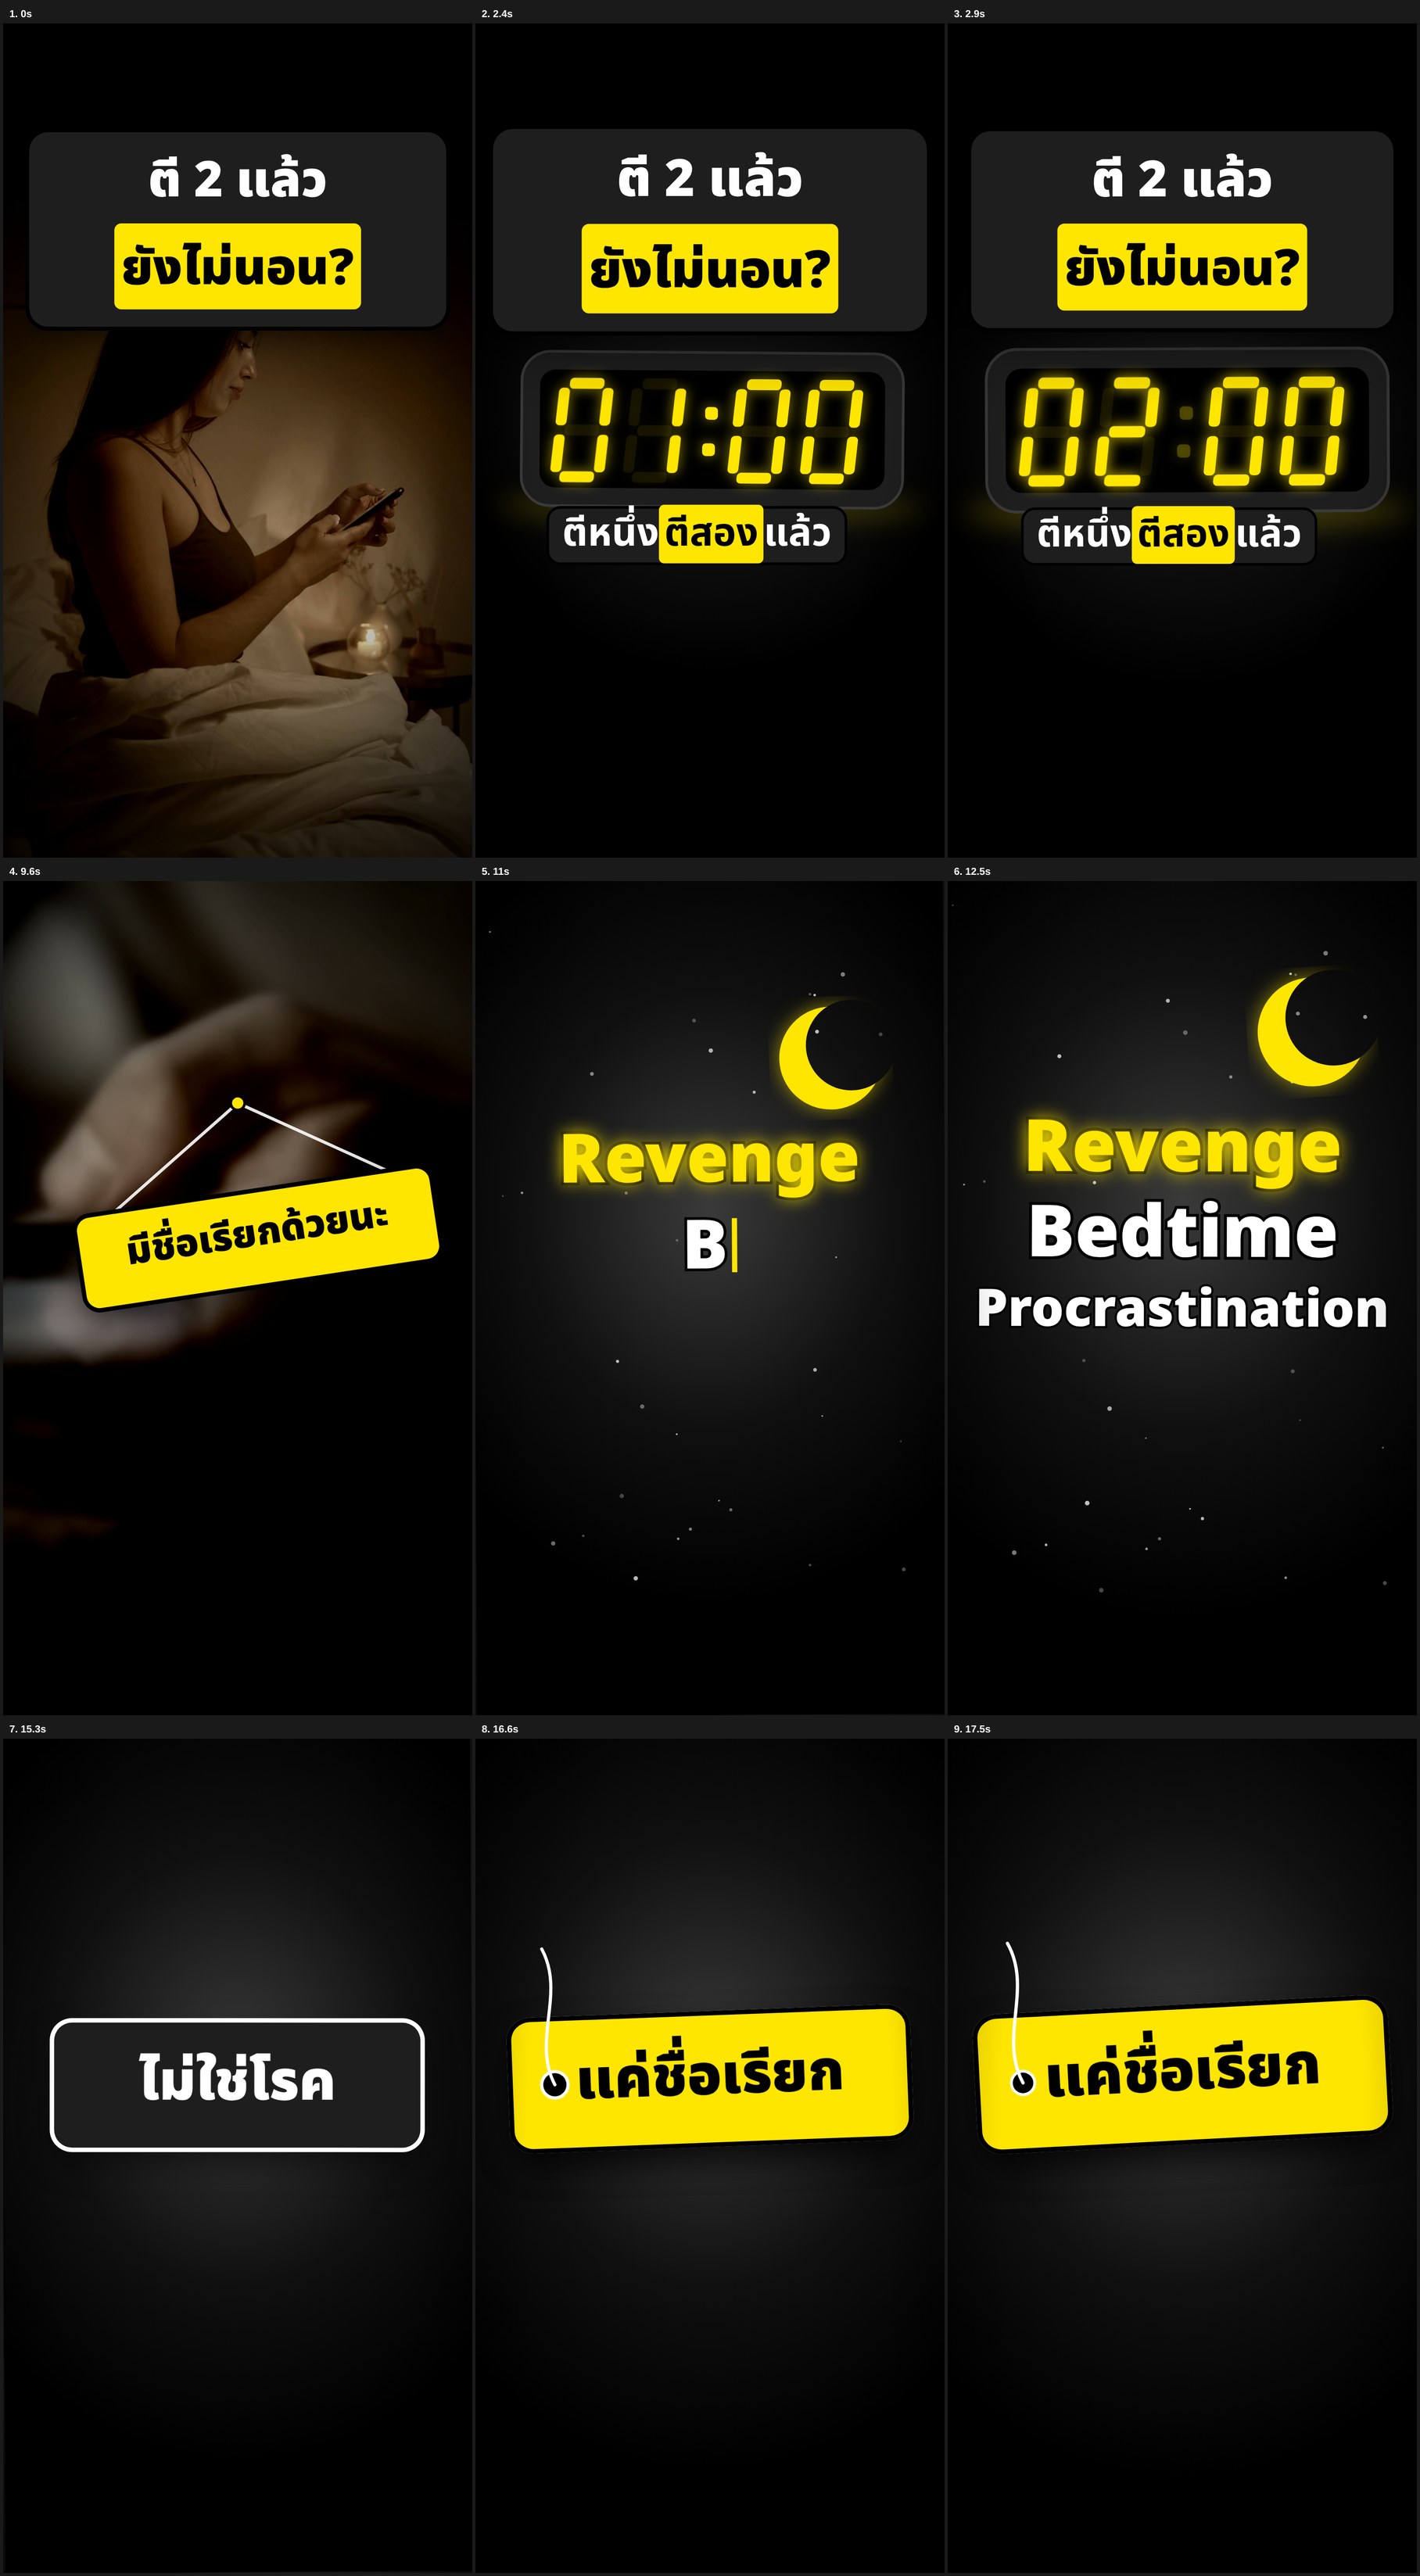 1. 0s
ตี 2 แล้ว
ยังไม่นอน?
2. 2.4s
ตี 2 แล้ว
ยังไม่นอน?
01:00
ตีหนึ่งตีสองแล้ว
3. 2.9s
ตี 2 แล้ว
ยังไม่นอน?
02:00
ตีหนึ่งตีสองแล้ว
4. 9.6s
มีชื่อเรียกด้วยนะ
5. 11s
Revenge
B
6. 12.5s
Revenge
Bedtime
Procrastination
7. 15.3s
ไม่ใช่โรค
8. 16.6s
แค่ชื่อเรียก
9. 17.5s
แค่ชื่อเรียก